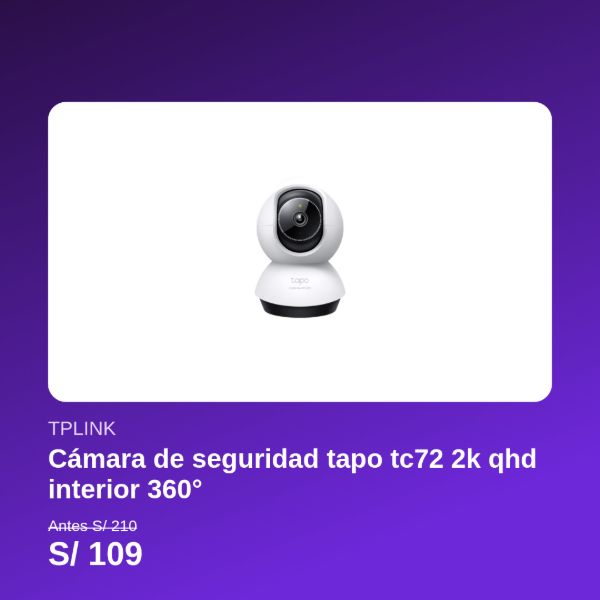 tapo
TPLINK
Cámara de seguridad tapo tc72 2k qhd
interior 360°
Antes S/ 210
S/ 109